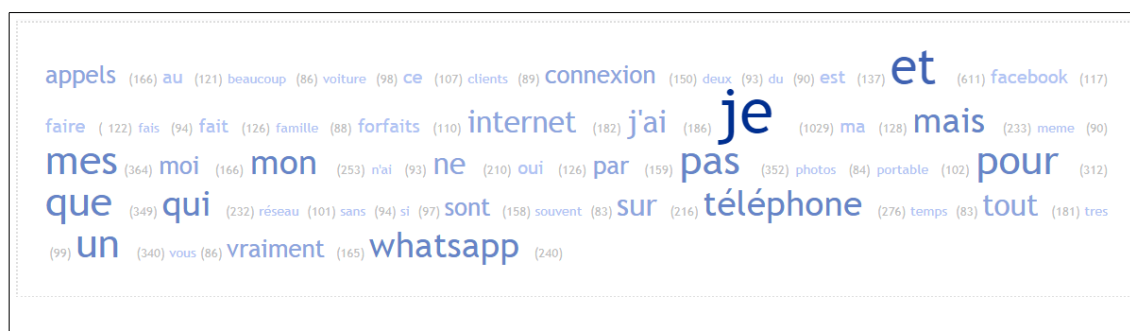 appels (166) au (121) beaucoup (86) voiture (98) ce (107) clients (89) connexion (150) deux (93) du (90) est (137) et (611) facebook (117)
faire ( 122) fais (94) fait (126) famille (88) forfaits (110) internet (182) j'ai (186) je (1029) ma (128) mais (233) meme (90)
mes (364) moi (166) mon (253) n'ai (93) ne (210) oui (126) par (159) pas (352) photos (84) portable (102) pour (312)
que (349) qui (232) réseau (101) sans (94) si (97) sont (158) souvent (83) sur (216) téléphone (276) temps (83) tout (181) tres
(99) un (340) vous (86) vraiment (165) whatsapp (240)